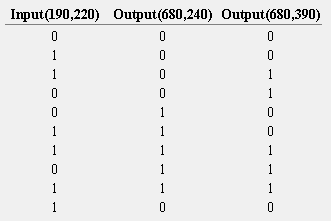 Input(190,220) Output(680,240) Output(680,390)
0 0 0
1 0 0
1 0 1
0 0 1
0 1 0
1 1 0
1 1 1
0 1 1
1 1 1
1 0 0